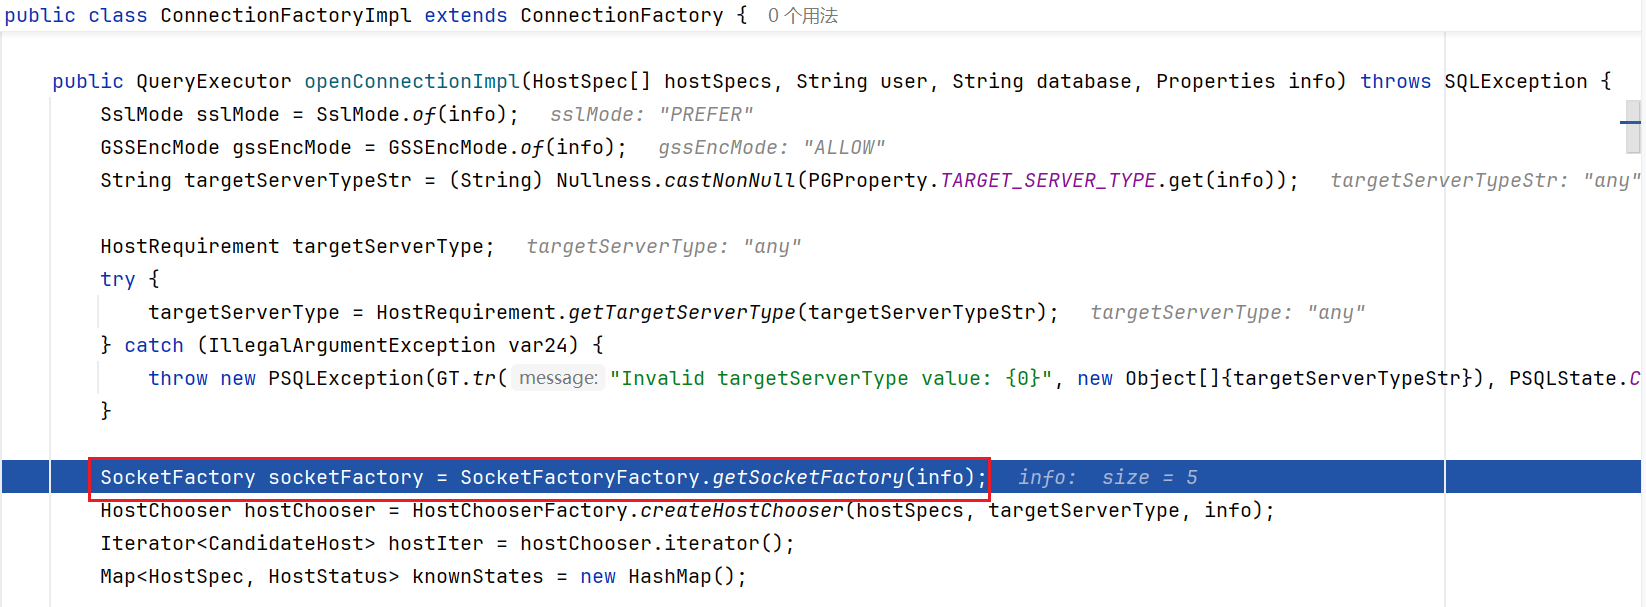 public class ConnectionFactoryImpl extends ConnectionFactory {  0 个用法
public QueryExecutor openConnectionImpl(HostSpec[] hostSpecs, String user, String database, Properties info) throws SQLException {
SslMode sslMode = SslMode.of(info);  sslMode: "PREFER"
GSSEncMode gssEncMode = GSSEncMode.of(info);  gssEncMode: "ALLOW"
String targetServerTypeStr = (String) Nullness.castNonNull(PGProperty.TARGET_SERVER_TYPE.get(info));  targetServerTypeStr: "any"
HostRequirement targetServerType;  targetServerType: "any"
try {
targetServerType = HostRequirement.getTargetServerType(targetServerTypeStr);  targetServerType: "any"
} catch (IllegalArgumentException var24) {
throw new PSQLException(GT.tr( message: "Invalid targetServerType value: {0}", new Object[]{targetServerTypeStr}), PSQLState.C
}
SocketFactory socketFactory = SocketFactoryFactory.getSocketFactory(info);  info:  size = 5
HostChooser hostChooser = HostChooserFactory.createHostChooser(hostSpecs, targetServerType, info);
Iterator<CandidateHost> hostIter = hostChooser.iterator();
Map<HostSpec, HostStatus> knownStates = new HashMap();